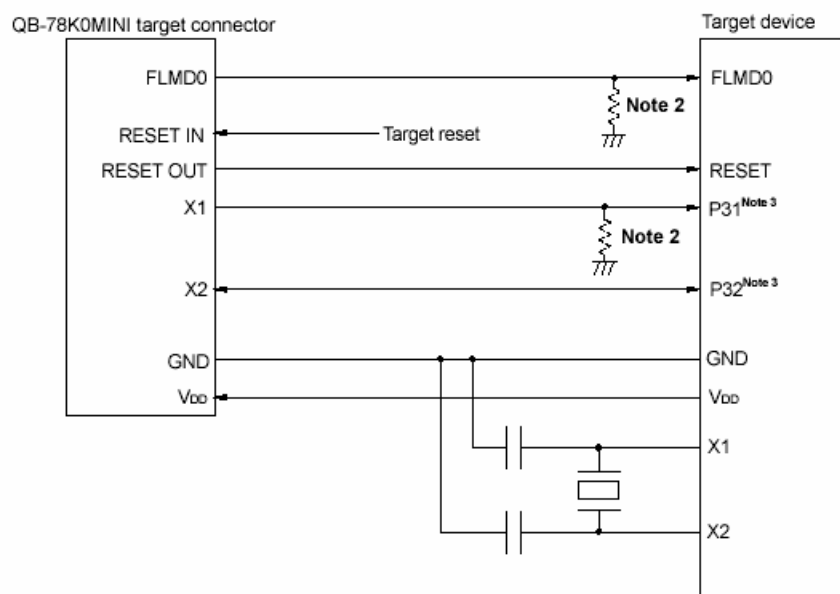 QB-78K0MINI target connector
Target device
FLMD0
FLMD0
Note 2
RESET IN
Target reset
RESET OUT
RESET
X1
P31Note 3
Note 2
X2
P32Note 3
GND
GND
VDD
VDD
X1
X2